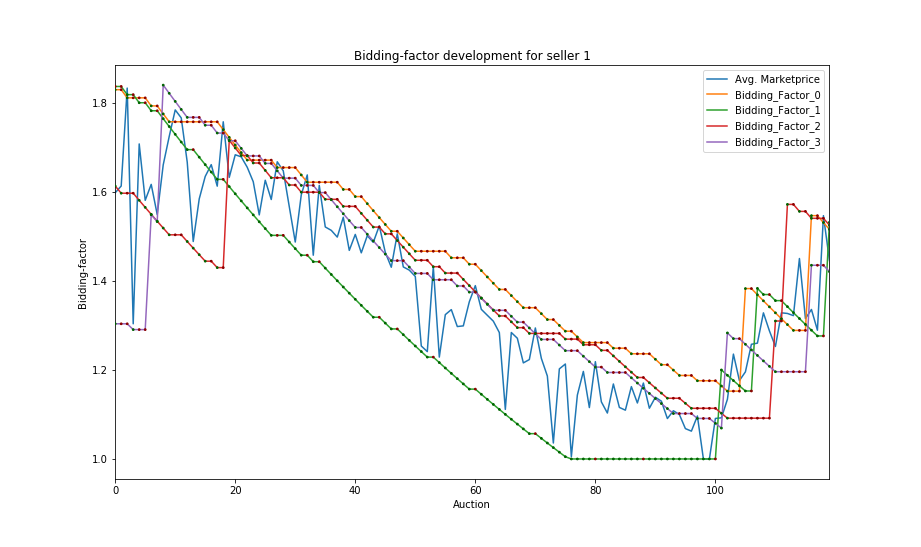 Bidding-factor development for seller 1
Avg. Marketprice
Bidding_Factor_0
Bidding_Factor_1
Bidding_Factor_2
Bidding_Factor_3
Bidding-factor
1.8
1.6
1.4
1.2
1.0
0 20 40 60 80 100
Auction